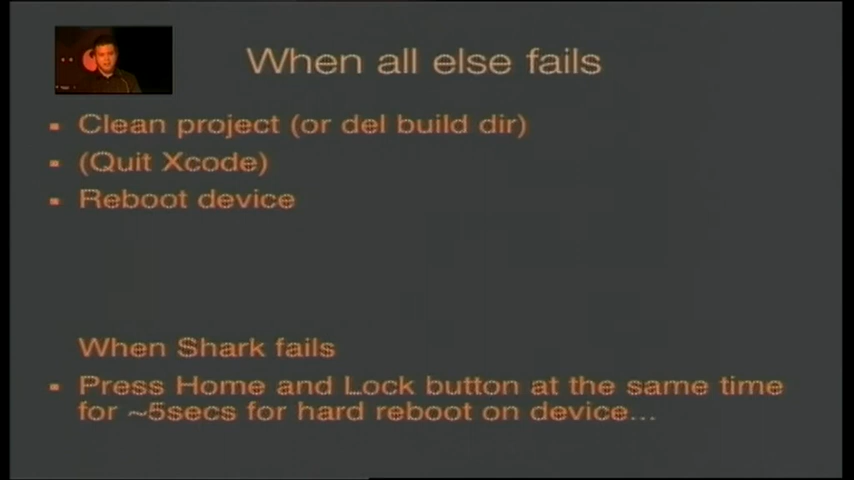 When all else fails
Clean project (or del build dir)
(Quit Xcode)
Reboot device
When Shark fails
Press Home and Lock button at the same time
for ~5secs for hard reboot on device...